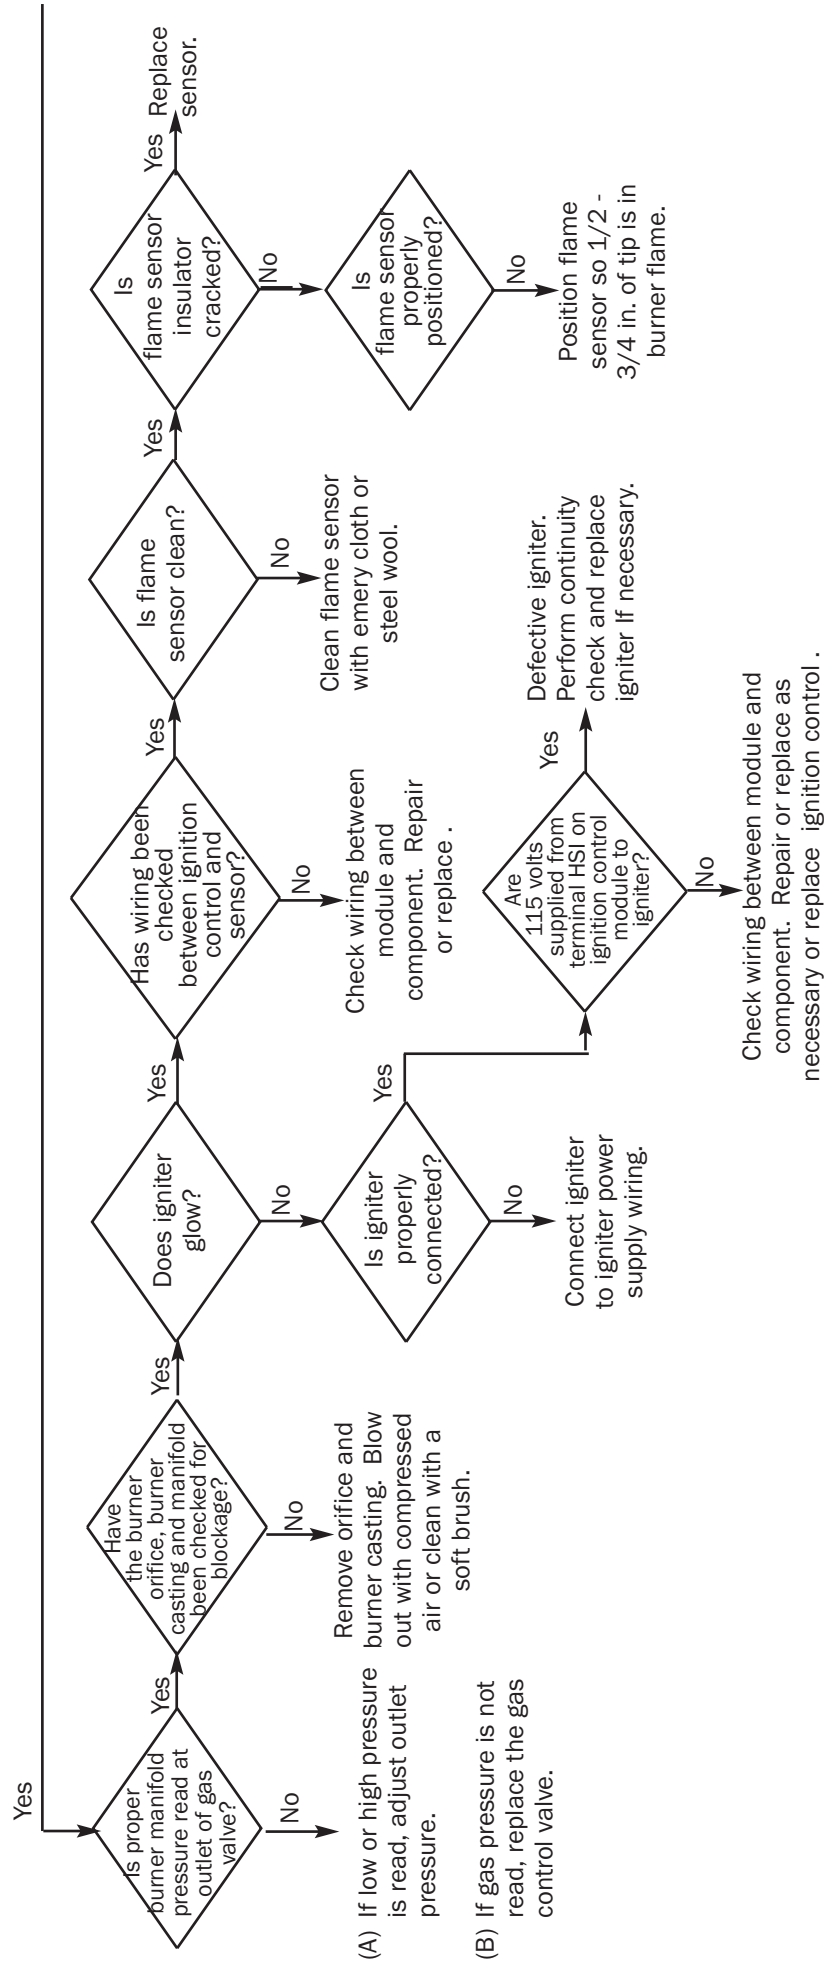 Yes
Is proper
burner manifold
pressure read at
outlet of gas
valve?
No
(A) If low or high pressure
is read, adjust outlet
pressure.
(B) If gas pressure is not
read, replace the gas
control valve.
Yes
Have
the burner
orifice, burner
casting and manifold
been checked for
blockage?
No
Remove orifice and
burner casting. Blow
out with compressed
air or clean with a
soft brush.
Yes
Does igniter
glow?
No
Is igniter
properly
connected?
No
Connect igniter
to igniter power
supply wiring.
Yes
Are
115 volts
supplied from
terminal HSI on
ignition control
module to
igniter?
No
Check wiring between module and
component. Repair or replace as
necessary or replace ignition control .
Yes
Defective igniter.
Perform continuity
check and replace
igniter If necessary.
Yes
Has wiring been
checked
between ignition
control and
sensor?
No
Check wiring between
module and
component. Repair
or replace .
Yes
Is flame
sensor clean?
No
Clean flame sensor
with emery cloth or
steel wool.
Yes
Is
flame sensor
insulator
cracked?
Yes
Replace
sensor.
No
Is
flame sensor
properly
positioned?
No
Position flame
sensor so 1/2 -
3/4 in. of tip is in
burner flame.